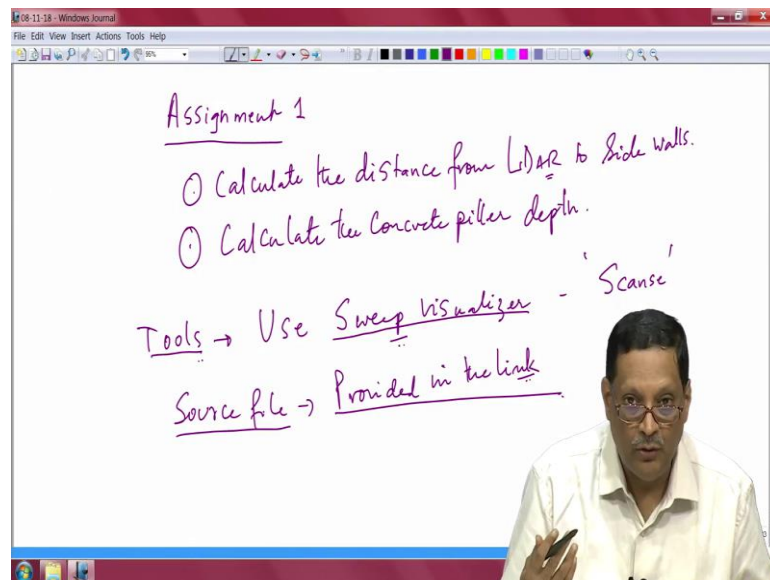 08-11-18 - Windows Journal
File Edit View Insert Actions Tools Help
86%
B I
Assignment 1
Calculate the distance from LiDAR to Side walls.
Calculate the Concrete piller depth.
Tools → Use Sweep Visualizer - 'Scanse'
Source file → Provided in the link